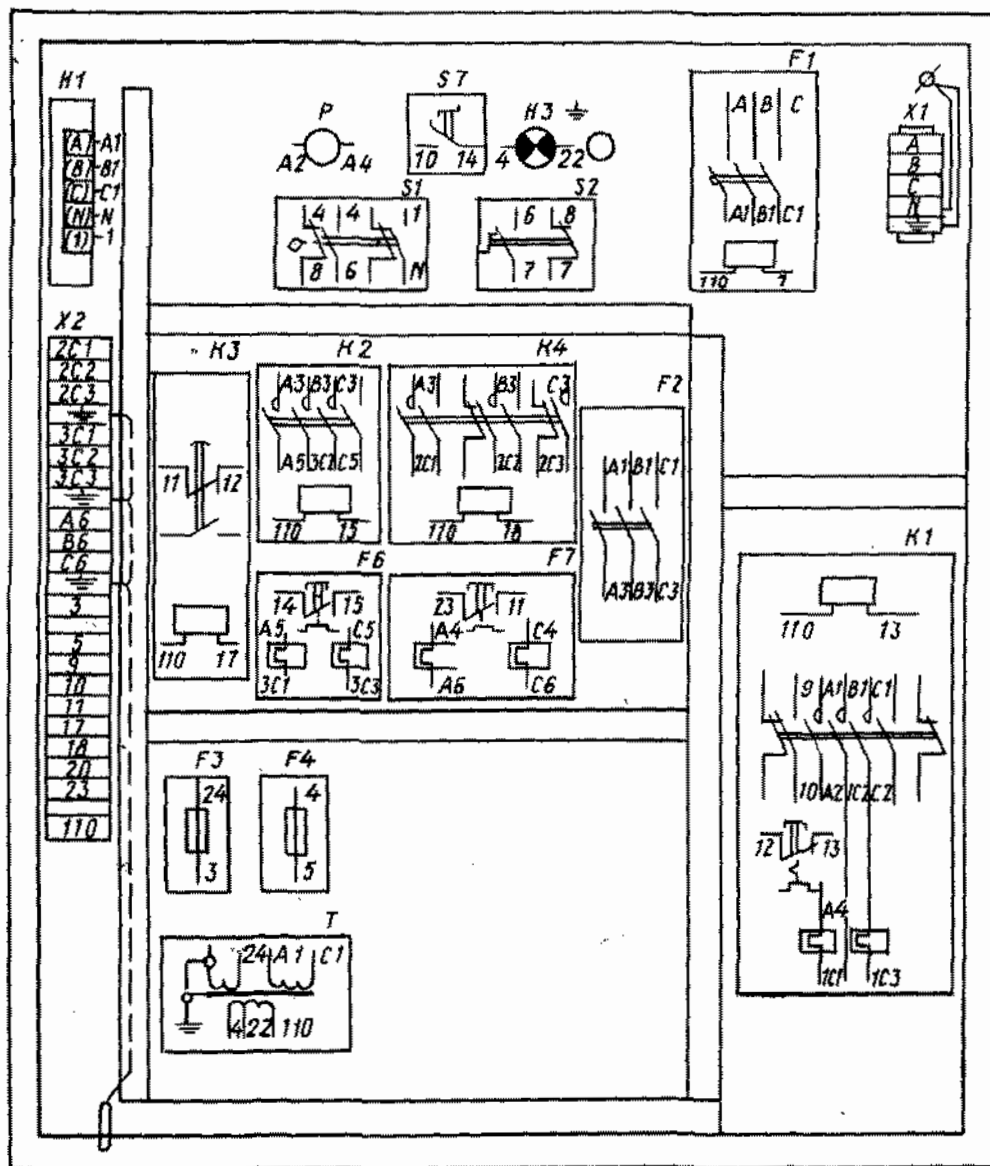 H1
(A) A1
(B) B1
(C) C1
(N) N
(1) 1
P
A2 A4
S7
10 14
H3
4 22
F1
A B C
A1 B1 C1
110 1
X1
A
B
C
N
S1
4 4 1
8 6 N
S2
6 8
7 7
X2
2C1
2C2
2C3
3C1
3C2
3C3
A6
B6
C6
3
5
9
10
11
17
18
20
23
110
K3
11 12
110 17
K2
A3 B3 C3
A5 3C2 C5
110 15
K4
A3 B3 C3
2C1 2C2 2C3
110 18
F2
A1 B1 C1
A3 B3 C3
F6
14 15
A5 C5
3C1 3C3
F7
23 11
A4 C4
A6 C6
K1
110 13
9 A1 B1 C1
10 A2 1C2 C2
12 13
A4
1C1 1C3
F3
24
3
F4
4
5
T
24 A1 C1
4 22 110